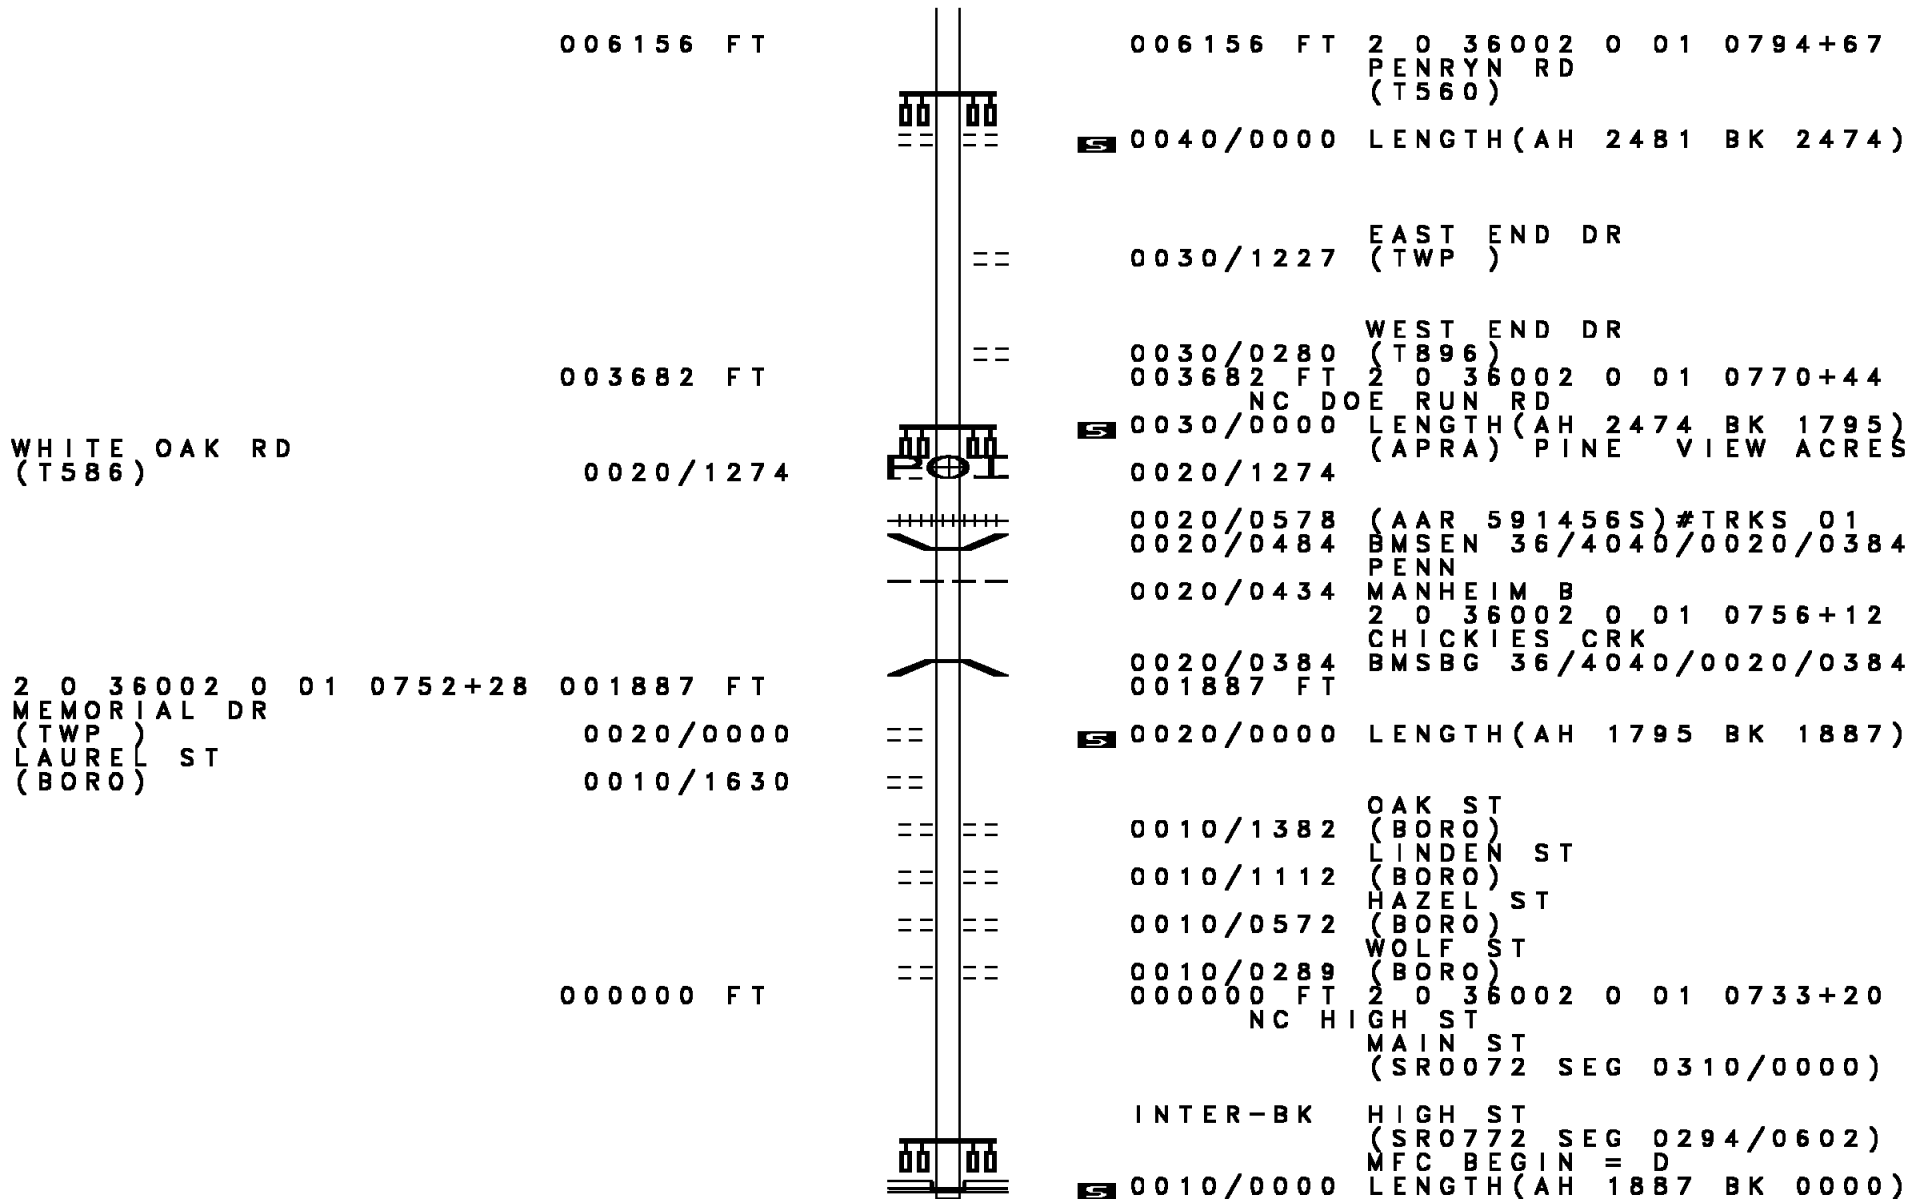 006156 FT 006156 FT 2 0 36002 0 01 0794+67
PENRYN RD
(T560)
S 0040/0000 LENGTH(AH 2481 BK 2474)
EAST END DR
0030/1227 (TWP )
WEST END DR
0030/0280 (T896)
003682 FT 003682 FT 2 0 36002 0 01 0770+44
NC DOE RUN RD
S 0030/0000 LENGTH(AH 2474 BK 1795)
WHITE OAK RD (APRA) PINE VIEW ACRES
(T586) 0020/1274 POT 0020/1274
0020/0578 (AAR 591456S)#TRKS 01
0020/0484 BMSEN 36/4040/0020/0384
PENN
0020/0434 MANHEIM B
2 0 36002 0 01 0756+12
CHICKIES CRK
0020/0384 BMSBG 36/4040/0020/0384
2 0 36002 0 01 0752+28 001887 FT 001887 FT
MEMORIAL DR
(TWP ) 0020/0000 S 0020/0000 LENGTH(AH 1795 BK 1887)
LAUREL ST
(BORO) 0010/1630
OAK ST
0010/1382 (BORO)
LINDEN ST
0010/1112 (BORO)
HAZEL ST
0010/0572 (BORO)
WOLF ST
0010/0289 (BORO)
000000 FT 000000 FT 2 0 36002 0 01 0733+20
NC HIGH ST
MAIN ST
(SR0072 SEG 0310/0000)
INTER-BK HIGH ST
(SR0772 SEG 0294/0602)
MFC BEGIN = D
S 0010/0000 LENGTH(AH 1887 BK 0000)